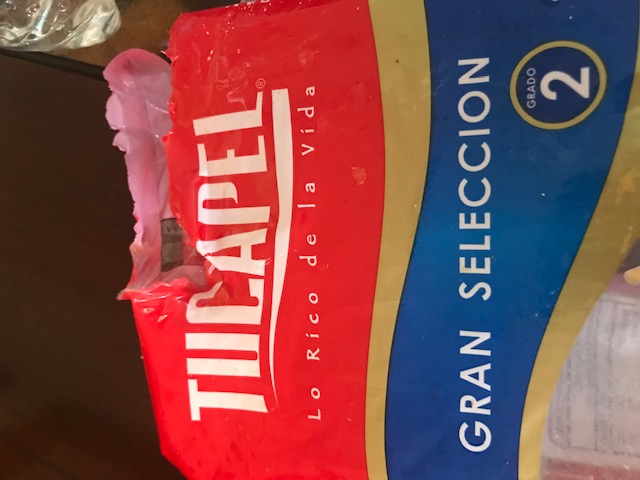 TUCAPEL®
Lo Rico de la Vida
GRAN SELECCION
GRADO
2